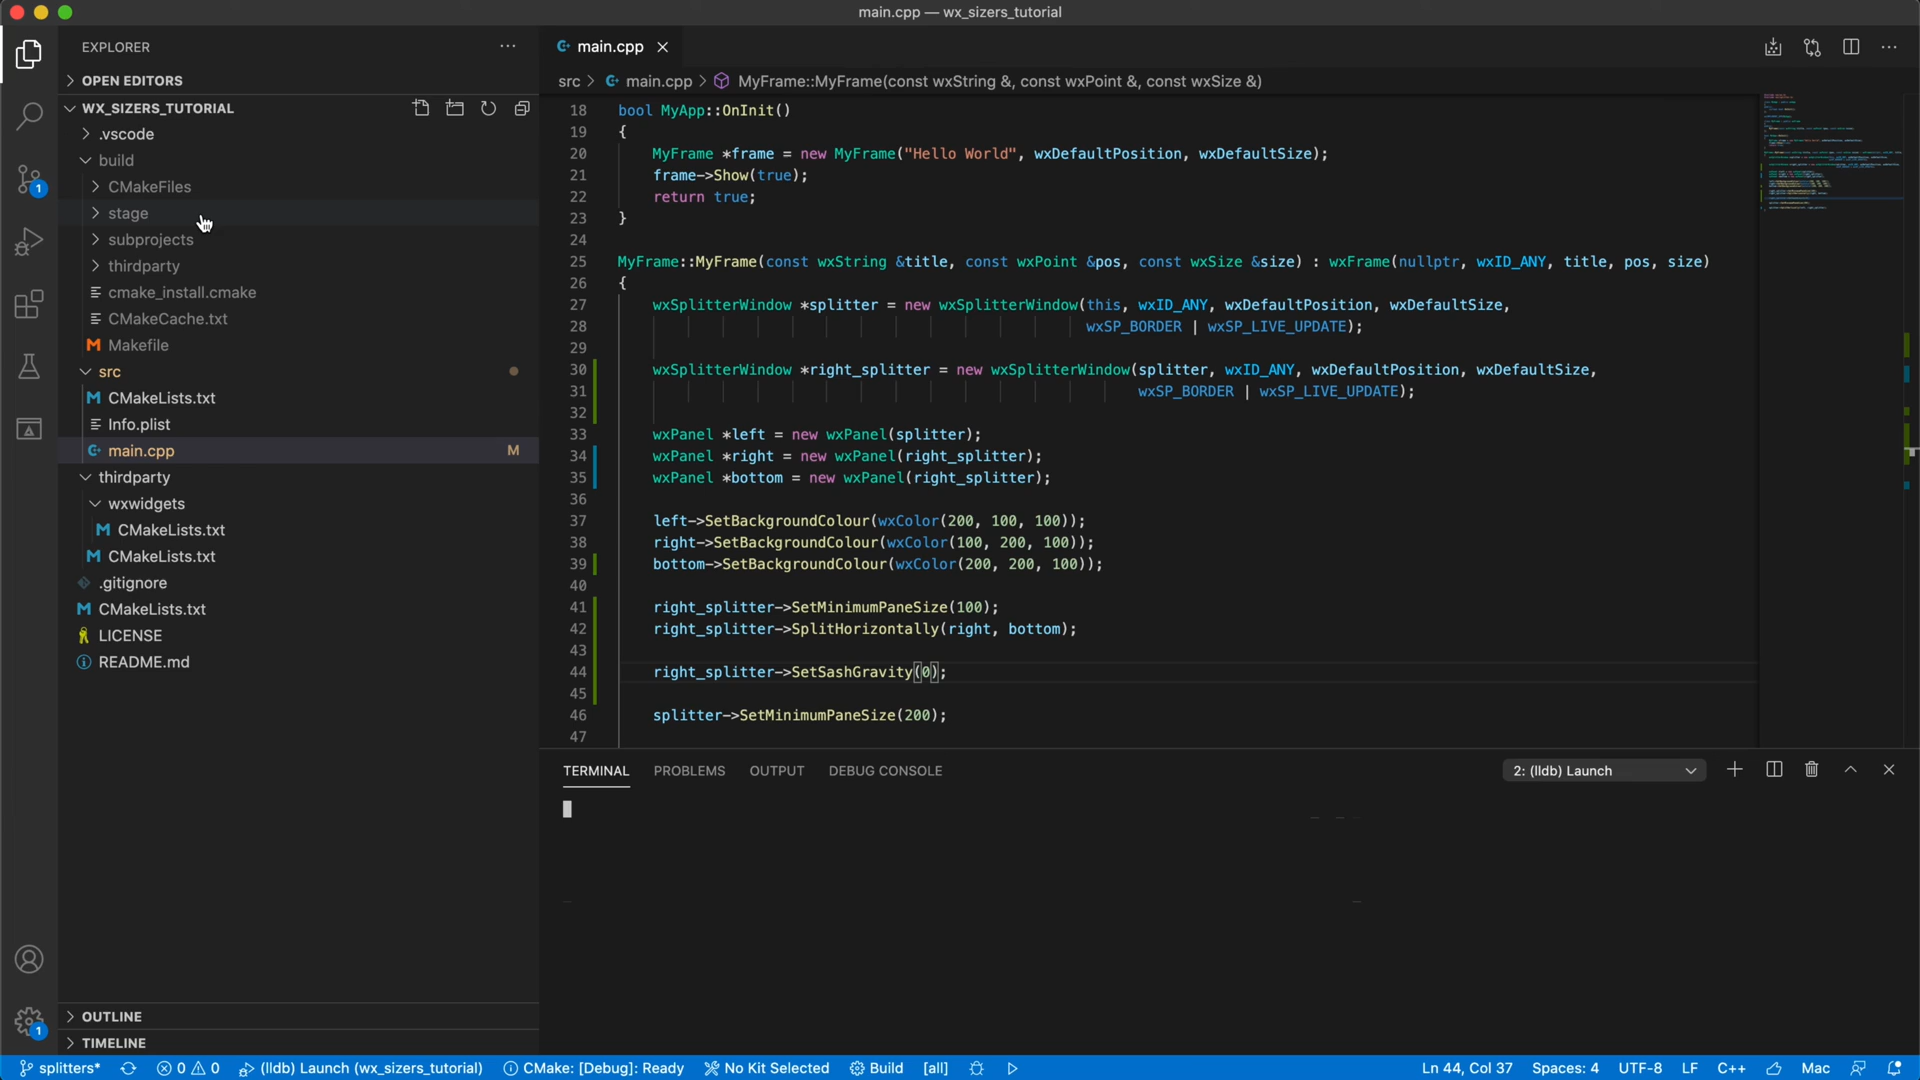 main.cpp — wx_sizers_tutorial
EXPLORER
OPEN EDITORS
WX_SIZERS_TUTORIAL
.vscode
build
CMakeFiles
stage
subprojects
thirdparty
cmake_install.cmake
CMakeCache.txt
M Makefile
src
M CMakeLists.txt
Info.plist
main.cpp M
thirdparty
wxwidgets
M CMakeLists.txt
M CMakeLists.txt
.gitignore
M CMakeLists.txt
LICENSE
README.md
OUTLINE
TIMELINE
1
1
main.cpp
src > main.cpp > MyFrame::MyFrame(const wxString &, const wxPoint &, const wxSize &)
18 bool MyApp::OnInit()
19 {
20 MyFrame *frame = new MyFrame("Hello World", wxDefaultPosition, wxDefaultSize);
21 frame->Show(true);
22 return true;
23 }
24
25 MyFrame::MyFrame(const wxString &title, const wxPoint &pos, const wxSize &size) : wxFrame(nullptr, wxID_ANY, title, pos, size)
26 {
27 wxSplitterWindow *splitter = new wxSplitterWindow(this, wxID_ANY, wxDefaultPosition, wxDefaultSize,
28 wxSP_BORDER | wxSP_LIVE_UPDATE);
29
30 wxSplitterWindow *right_splitter = new wxSplitterWindow(splitter, wxID_ANY, wxDefaultPosition, wxDefaultSize,
31 wxSP_BORDER | wxSP_LIVE_UPDATE);
32
33 wxPanel *left = new wxPanel(splitter);
34 wxPanel *right = new wxPanel(right_splitter);
35 wxPanel *bottom = new wxPanel(right_splitter);
36
37 left->SetBackgroundColour(wxColor(200, 100, 100));
38 right->SetBackgroundColour(wxColor(100, 200, 100));
39 bottom->SetBackgroundColour(wxColor(200, 200, 100));
40
41 right_splitter->SetMinimumPaneSize(100);
42 right_splitter->SplitHorizontally(right, bottom);
43
44 right_splitter->SetSashGravity(0);
45
46 splitter->SetMinimumPaneSize(200);
47
TERMINAL PROBLEMS OUTPUT DEBUG CONSOLE 2: (lldb) Launch
splitters* 0 0 (lldb) Launch (wx_sizers_tutorial) CMake: [Debug]: Ready No Kit Selected Build [all] Ln 44, Col 37 Spaces: 4 UTF-8 LF C++ Mac